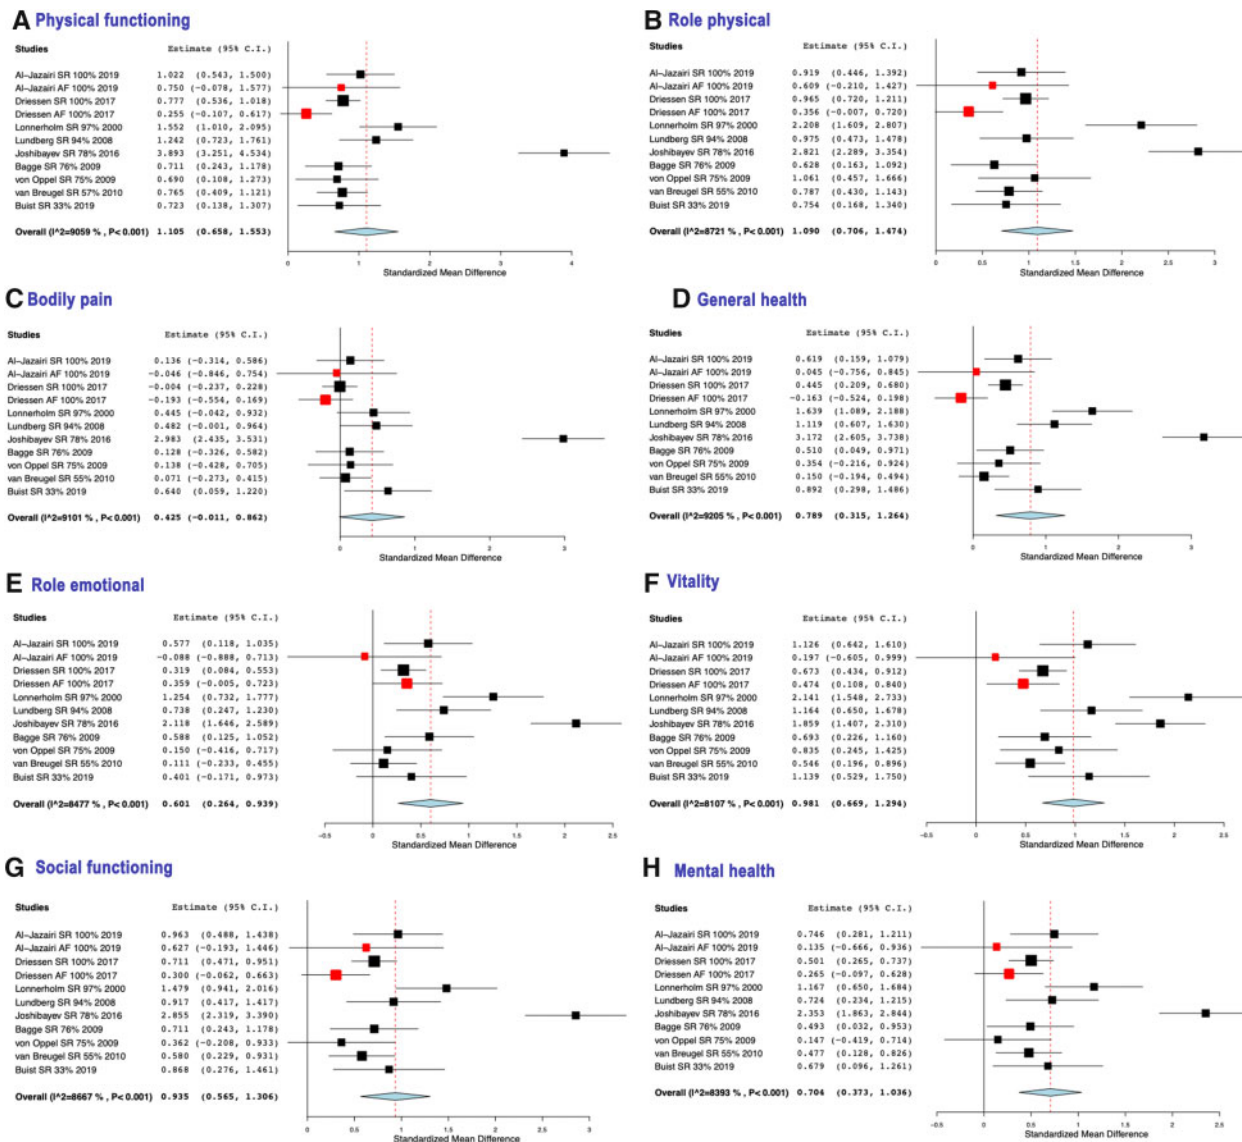 A Physical functioning
Studies Estimate (95% C.I.)
Al-Jazairi SR 100% 2019 1.022 (0.543, 1.500)
Al-Jazairi AF 100% 2019 0.750 (-0.078, 1.577)
Driessen SR 100% 2017 0.777 (0.536, 1.018)
Driessen AF 100% 2017 0.255 (-0.107, 0.617)
Lonnerholm SR 97% 2000 1.552 (1.010, 2.095)
Lundberg SR 94% 2008 1.242 (0.723, 1.761)
Joshibayev SR 78% 2016 3.893 (3.251, 4.534)
Bagge SR 76% 2009 0.711 (0.243, 1.178)
von Oppel SR 75% 2009 0.690 (0.108, 1.273)
van Breugel SR 57% 2010 0.765 (0.409, 1.121)
Buist SR 33% 2019 0.723 (0.138, 1.307)
Overall (I^2=9059 % , P< 0.001) 1.105 (0.658, 1.553)
0 1 2 3 4
Standardized Mean Difference
B Role physical
Studies Estimate (95% C.I.)
Al-Jazairi SR 100% 2019 0.919 (0.446, 1.392)
Al-Jazairi AF 100% 2019 0.609 (-0.210, 1.427)
Driessen SR 100% 2017 0.965 (0.720, 1.211)
Driessen AF 100% 2017 0.356 (-0.007, 0.720)
Lonnerholm SR 97% 2000 2.208 (1.609, 2.807)
Lundberg SR 94% 2008 0.975 (0.473, 1.478)
Joshibayev SR 78% 2016 2.821 (2.289, 3.354)
Bagge SR 76% 2009 0.628 (0.163, 1.092)
von Oppel SR 75% 2009 1.061 (0.457, 1.666)
van Breugel SR 55% 2010 0.787 (0.430, 1.143)
Buist SR 33% 2019 0.754 (0.168, 1.340)
Overall (I^2=8721 % , P< 0.001) 1.090 (0.706, 1.474)
0 0.5 1 1.5 2 2.5 3
Standardized Mean Difference
C Bodily pain
Studies Estimate (95% C.I.)
Al-Jazairi SR 100% 2019 0.136 (-0.314, 0.586)
Al-Jazairi AF 100% 2019 -0.046 (-0.846, 0.754)
Driessen SR 100% 2017 -0.004 (-0.237, 0.228)
Driessen AF 100% 2017 -0.193 (-0.554, 0.169)
Lonnerholm SR 97% 2000 0.445 (-0.042, 0.932)
Lundberg SR 94% 2008 0.482 (-0.001, 0.964)
Joshibayev SR 78% 2016 2.983 (2.435, 3.531)
Bagge SR 76% 2009 0.128 (-0.326, 0.582)
von Oppel SR 75% 2009 0.138 (-0.428, 0.705)
van Breugel SR 55% 2010 0.071 (-0.273, 0.415)
Buist SR 33% 2019 0.640 (0.059, 1.220)
Overall (I^2=9101 % , P< 0.001) 0.425 (-0.011, 0.862)
0 1 2 3
Standardized Mean Difference
D General health
Studies Estimate (95% C.I.)
Al-Jazairi SR 100% 2019 0.619 (0.159, 1.079)
Al-Jazairi AF 100% 2019 0.045 (-0.756, 0.845)
Driessen SR 100% 2017 0.445 (0.209, 0.680)
Driessen AF 100% 2017 -0.163 (-0.524, 0.198)
Lonnerholm SR 97% 2000 1.639 (1.089, 2.188)
Lundberg SR 94% 2008 1.119 (0.607, 1.630)
Joshibayev SR 78% 2016 3.172 (2.605, 3.738)
Bagge SR 76% 2009 0.510 (0.049, 0.971)
von Oppel SR 75% 2009 0.354 (-0.216, 0.924)
van Breugel SR 55% 2010 0.150 (-0.194, 0.494)
Buist SR 33% 2019 0.892 (0.298, 1.486)
Overall (I^2=9205 % , P< 0.001) 0.789 (0.315, 1.264)
0 1 2 3
Standardized Mean Difference
E Role emotional
Studies Estimate (95% C.I.)
Al-Jazairi SR 100% 2019 0.577 (0.118, 1.035)
Al-Jazairi AF 100% 2019 -0.088 (-0.888, 0.713)
Driessen SR 100% 2017 0.319 (0.084, 0.553)
Driessen AF 100% 2017 0.359 (-0.005, 0.723)
Lonnerholm SR 97% 2000 1.254 (0.732, 1.777)
Lundberg SR 94% 2008 0.738 (0.247, 1.230)
Joshibayev SR 78% 2016 2.118 (1.646, 2.589)
Bagge SR 76% 2009 0.588 (0.125, 1.052)
von Oppel SR 75% 2009 0.150 (-0.416, 0.717)
van Breugel SR 55% 2010 0.111 (-0.233, 0.455)
Buist SR 33% 2019 0.401 (-0.171, 0.973)
Overall (I^2=8477 % , P< 0.001) 0.601 (0.264, 0.939)
-0.5 0 0.5 1 1.5 2 2.5
Standardized Mean Difference
F Vitality
Studies Estimate (95% C.I.)
Al-Jazairi SR 100% 2019 1.126 (0.642, 1.610)
Al-Jazairi AF 100% 2019 0.197 (-0.605, 0.999)
Driessen SR 100% 2017 0.673 (0.434, 0.912)
Driessen AF 100% 2017 0.474 (0.108, 0.840)
Lonnerholm SR 97% 2000 2.141 (1.548, 2.733)
Lundberg SR 94% 2008 1.164 (0.650, 1.678)
Joshibayev SR 78% 2016 1.859 (1.407, 2.310)
Bagge SR 76% 2009 0.693 (0.226, 1.160)
von Oppel SR 75% 2009 0.835 (0.245, 1.425)
van Breugel SR 55% 2010 0.546 (0.196, 0.896)
Buist SR 33% 2019 1.139 (0.529, 1.750)
Overall (I^2=8107 % , P< 0.001) 0.981 (0.669, 1.294)
-0.5 0 0.5 1 1.5 2 2.5
Standardized Mean Difference
G Social functioning
Studies Estimate (95% C.I.)
Al-Jazairi SR 100% 2019 0.963 (0.488, 1.438)
Al-Jazairi AF 100% 2019 0.627 (-0.193, 1.446)
Driessen SR 100% 2017 0.711 (0.471, 0.951)
Driessen AF 100% 2017 0.300 (-0.062, 0.663)
Lonnerholm SR 97% 2000 1.479 (0.941, 2.016)
Lundberg SR 94% 2008 0.917 (0.417, 1.417)
Joshibayev SR 78% 2016 2.855 (2.319, 3.390)
Bagge SR 76% 2009 0.711 (0.243, 1.178)
von Oppel SR 75% 2009 0.362 (-0.208, 0.933)
van Breugel SR 55% 2010 0.580 (0.229, 0.931)
Buist SR 33% 2019 0.868 (0.276, 1.461)
Overall (I^2=8667 % , P< 0.001) 0.935 (0.565, 1.306)
0 0.5 1 1.5 2 2.5 3
Standardized Mean Difference
H Mental health
Studies Estimate (95% C.I.)
Al-Jazairi SR 100% 2019 0.746 (0.281, 1.211)
Al-Jazairi AF 100% 2019 0.135 (-0.666, 0.936)
Driessen SR 100% 2017 0.501 (0.265, 0.737)
Driessen AF 100% 2017 0.265 (-0.097, 0.628)
Lonnerholm SR 97% 2000 1.167 (0.650, 1.684)
Lundberg SR 94% 2008 0.724 (0.234, 1.215)
Joshibayev SR 78% 2016 2.353 (1.863, 2.844)
Bagge SR 76% 2009 0.493 (0.032, 0.953)
von Oppel SR 75% 2009 0.147 (-0.419, 0.714)
van Breugel SR 55% 2010 0.477 (0.128, 0.826)
Buist SR 33% 2019 0.679 (0.096, 1.261)
Overall (I^2=8393 % , P< 0.001) 0.704 (0.373, 1.036)
-0.5 0 0.5 1 1.5 2 2.5
Standardized Mean Difference